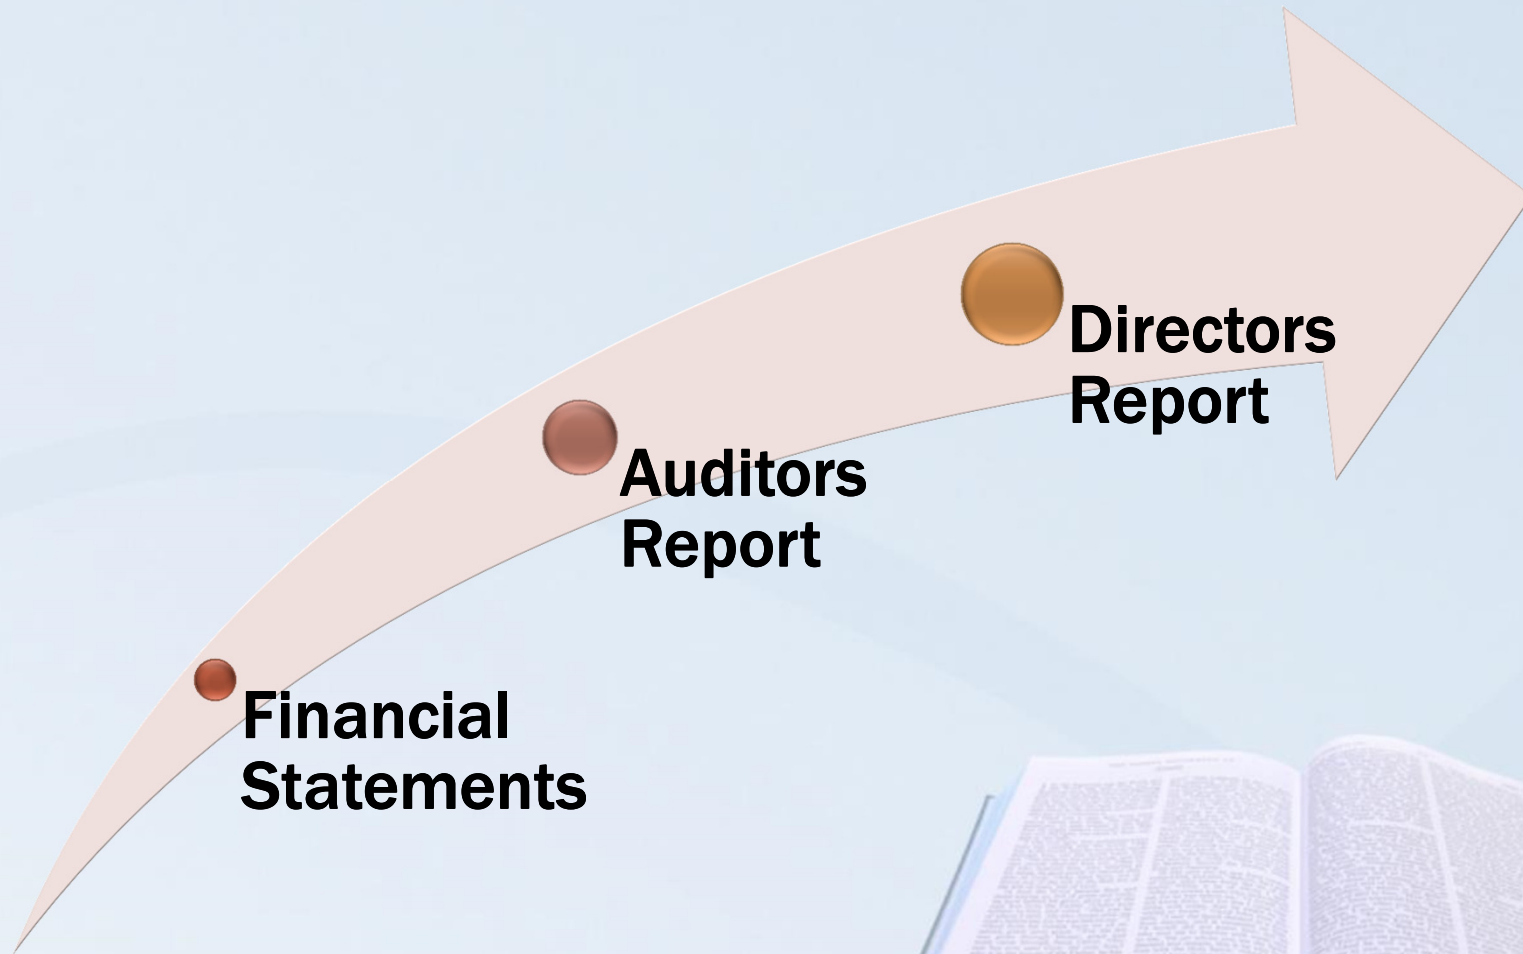 Directors
Report
Auditors
Report
Financial
Statements